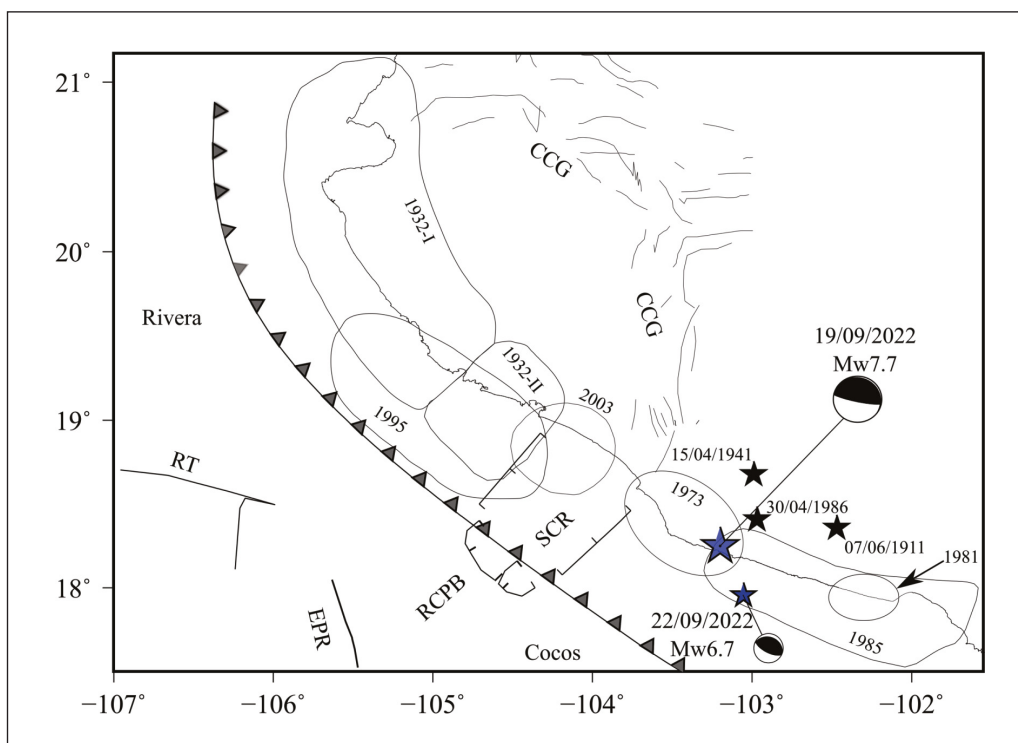 21°
20°
19°
18°
−107°
−106°
−105°
−104°
−103°
−102°
CCG
1932-I
CCG
Rivera
19/09/2022
Mw7.7
1932-II
2003
1995
15/04/1941
RT
1973
30/04/1986
SCR
07/06/1911
1981
RCPB
22/09/2022
Mw6.7
EPR
1985
Cocos